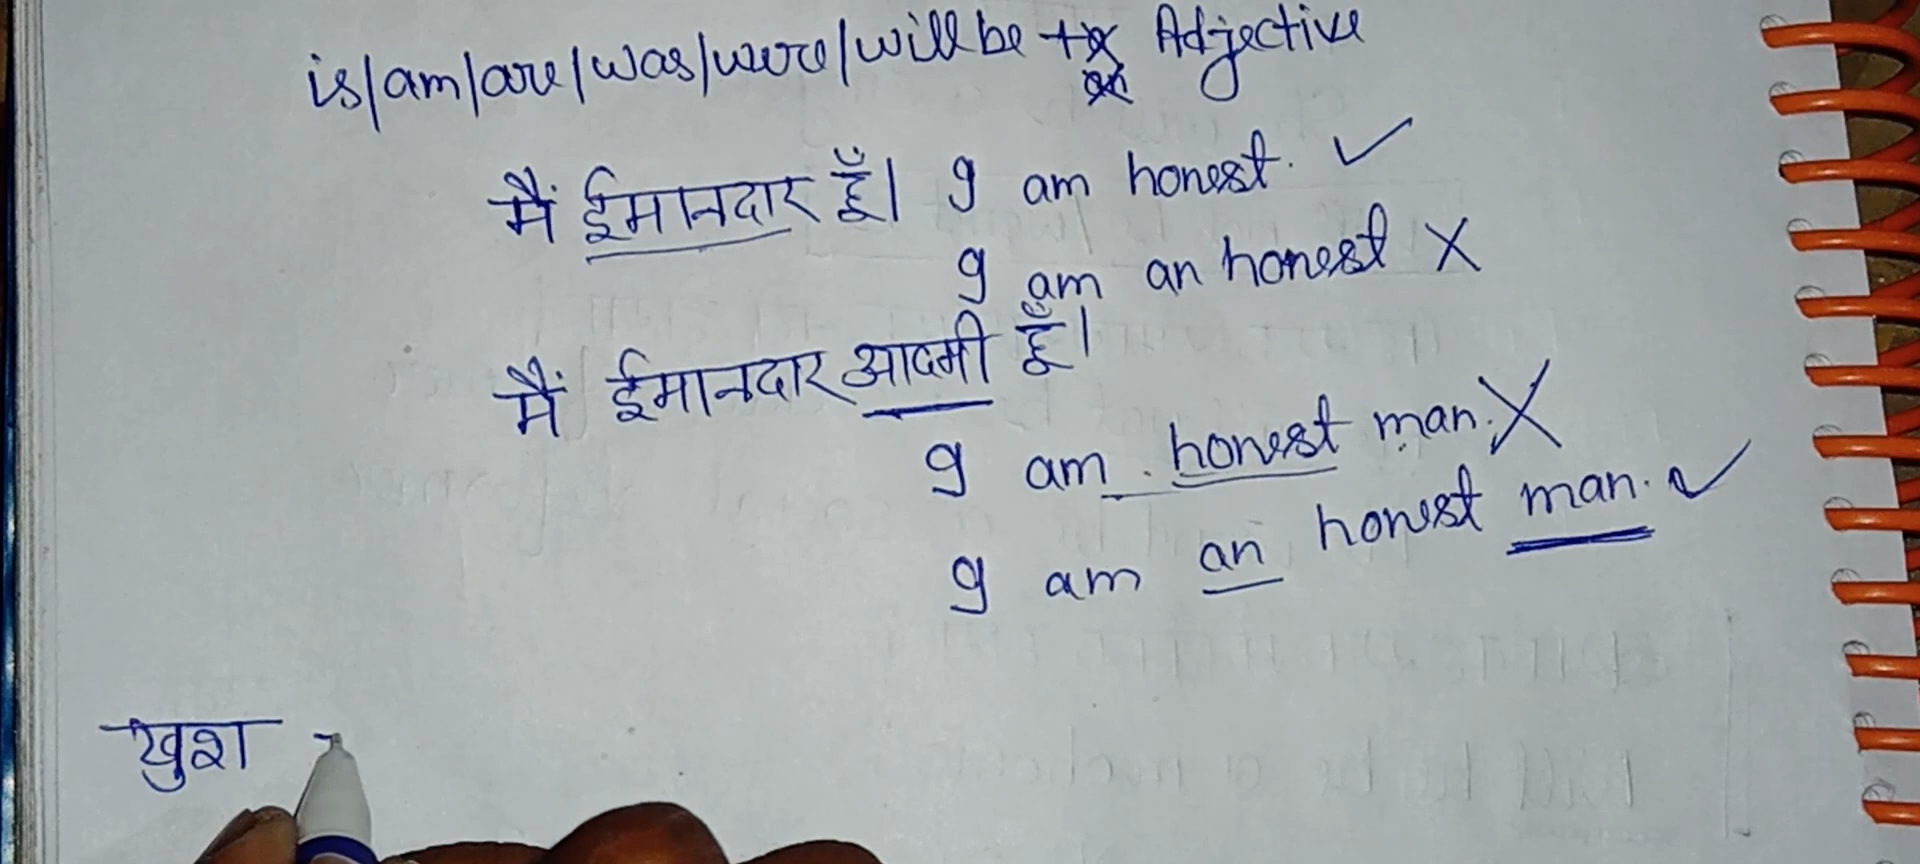 is/am/are/was/were/will be + Adjective
मैं ईमानदार हूँ। I am honest. ✓
I am an honest X
मैं ईमानदार आदमी हूँ।
I am honest man. X
I am an honest man. ✓
खुश -